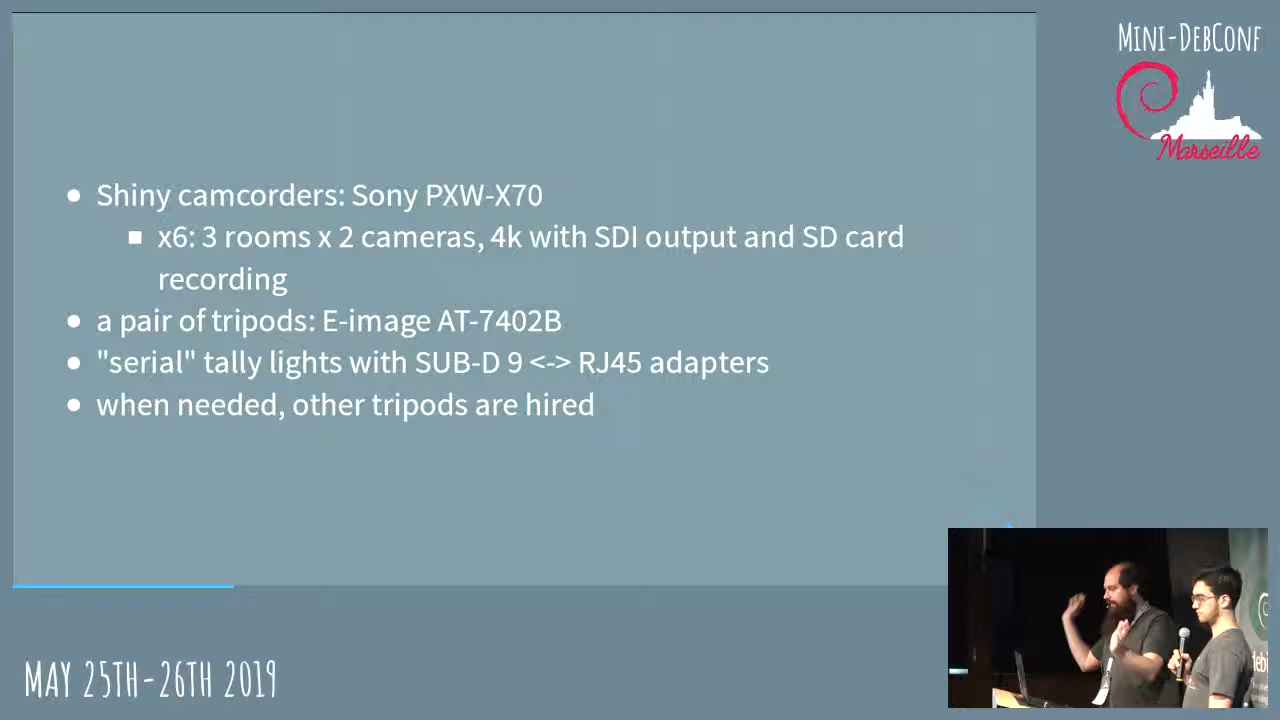 Mini-DebConf
Marseille
● Shiny camcorders: Sony PXW-X70
■ x6: 3 rooms x 2 cameras, 4k with SDI output and SD card
recording
● a pair of tripods: E-image AT-7402B
● "serial" tally lights with SUB-D 9 <-> RJ45 adapters
● when needed, other tripods are hired
May 25th-26th 2019